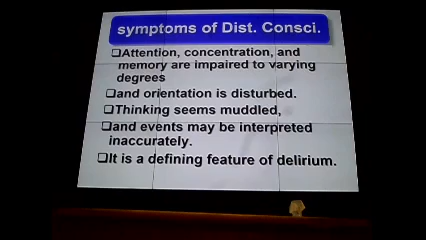 symptoms of Dist. Consci.
❑Attention, concentration, and
memory are impaired to varying
degrees
❑and orientation is disturbed.
❑Thinking seems muddled,
❑and events may be interpreted
inaccurately.
❑It is a defining feature of delirium.